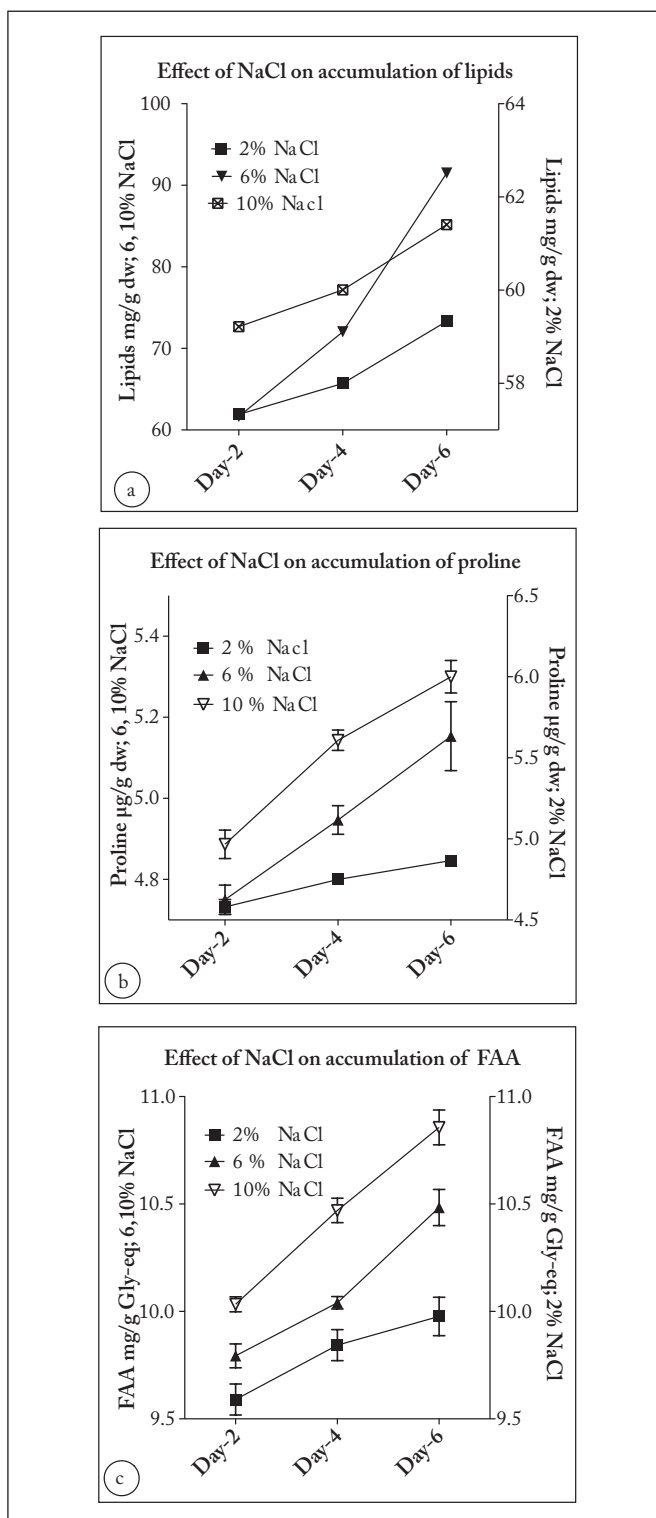 Effect of NaCl on accumulation of lipids
100
90
80
70
60
Lipids mg/g dw; 6, 10% NaCl
2% NaCl
6% NaCl
10% Nacl
64
62
60
58
Lipids mg/g dw; 2% NaCl
Day-2
Day-4
Day-6
a
Effect of NaCl on accumulation of proline
5.4
5.2
5.0
4.8
Proline µg/g dw; 6, 10% NaCl
2 % Nacl
6 % NaCl
10 % NaCl
6.5
6.0
5.5
5.0
4.5
Proline µg/g dw; 2% NaCl
Day-2
Day-4
Day-6
b
Effect of NaCl on accumulation of FAA
11.0
10.5
10.0
9.5
FAA mg/g Gly-eq; 6,10% NaCl
2% NaCl
6 % NaCl
10% NaCl
11.0
10.5
10.0
9.5
FAA mg/g Gly-eq; 2% NaCl
Day-2
Day-4
Day-6
c